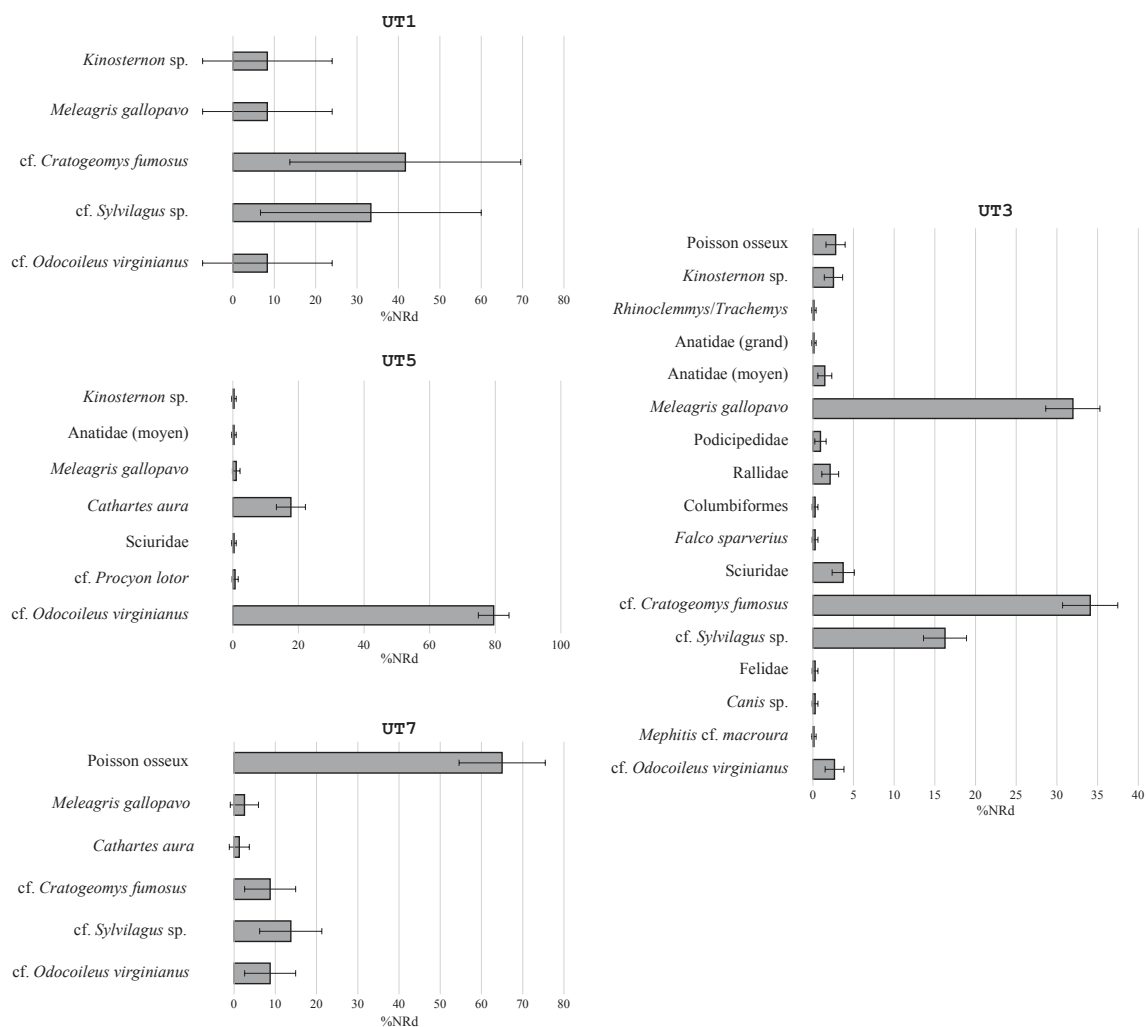 UT1
Kinosternon sp.
Meleagris gallopavo
cf. Cratogeomys fumosus
cf. Sylvilagus sp.
cf. Odocoileus virginianus
0 10 20 30 40 50 60 70 80
%NRd
UT5
Kinosternon sp.
Anatidae (moyen)
Meleagris gallopavo
Cathartes aura
Sciuridae
cf. Procyon lotor
cf. Odocoileus virginianus
0 20 40 60 80 100
%NRd
UT7
Poisson osseux
Meleagris gallopavo
Cathartes aura
cf. Cratogeomys fumosus
cf. Sylvilagus sp.
cf. Odocoileus virginianus
0 10 20 30 40 50 60 70 80
%NRd
UT3
Poisson osseux
Kinosternon sp.
Rhinoclemmys/Trachemys
Anatidae (grand)
Anatidae (moyen)
Meleagris gallopavo
Podicipedidae
Rallidae
Columbiformes
Falco sparverius
Sciuridae
cf. Cratogeomys fumosus
cf. Sylvilagus sp.
Felidae
Canis sp.
Mephitis cf. macroura
cf. Odocoileus virginianus
0 5 10 15 20 25 30 35 40
%NRd